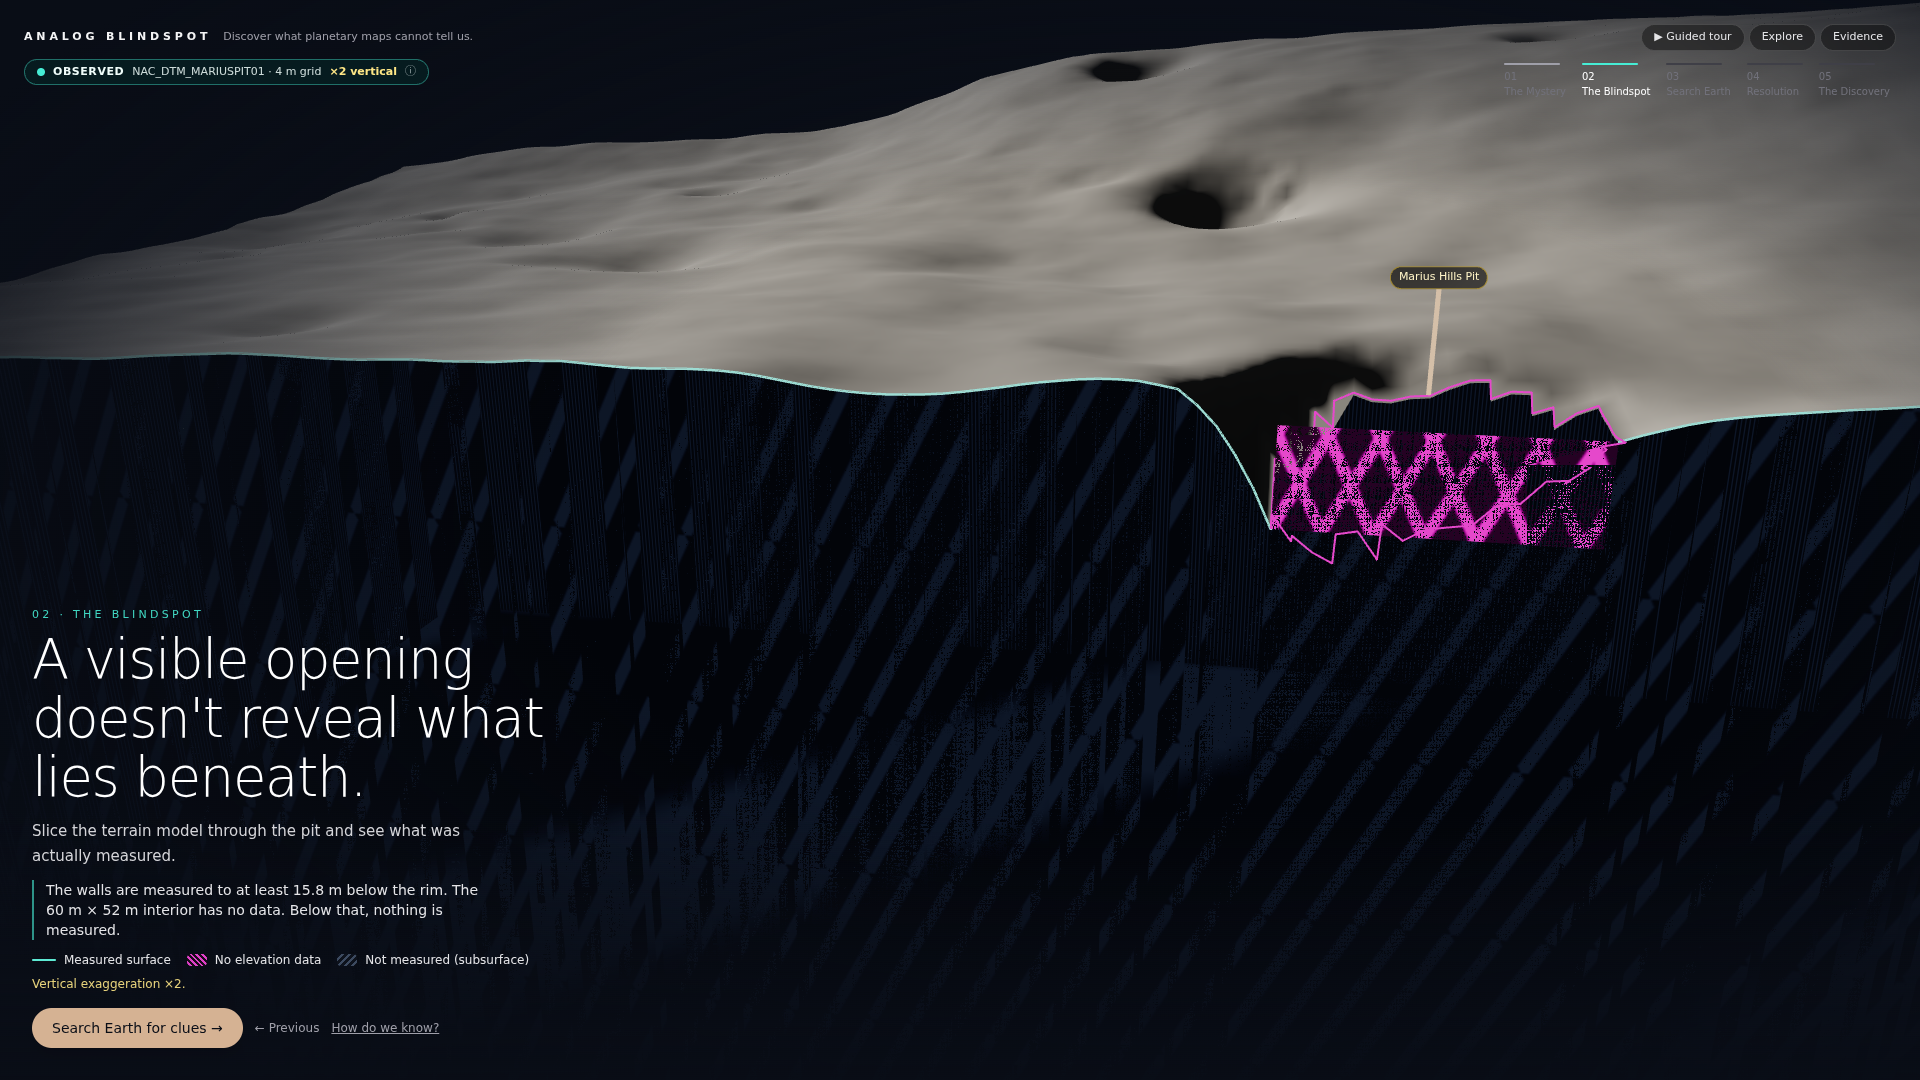 ANALOG BLINDSPOT Discover what planetary maps cannot tell us.
OBSERVED NAC_DTM_MARIUSPIT01 · 4 m grid ×2 vertical ⓘ
▶ Guided tour Explore Evidence
01 02 03 04 05
The Mystery The Blindspot Search Earth Resolution The Discovery
Marius Hills Pit
02 · THE BLINDSPOT
A visible opening
doesn't reveal what
lies beneath.
Slice the terrain model through the pit and see what was
actually measured.
The walls are measured to at least 15.8 m below the rim. The
60 m × 52 m interior has no data. Below that, nothing is
measured.
Measured surface No elevation data Not measured (subsurface)
Vertical exaggeration ×2.
Search Earth for clues → ← Previous How do we know?